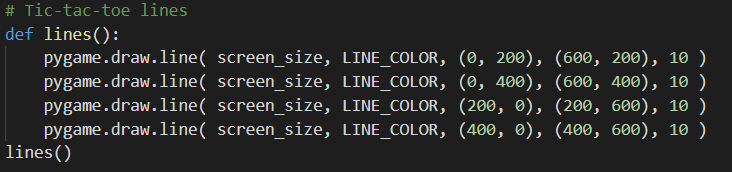 # Tic-tac-toe lines
def lines():
    pygame.draw.line( screen_size, LINE_COLOR, (0, 200), (600, 200), 10 )
    pygame.draw.line( screen_size, LINE_COLOR, (0, 400), (600, 400), 10 )
    pygame.draw.line( screen_size, LINE_COLOR, (200, 0), (200, 600), 10 )
    pygame.draw.line( screen_size, LINE_COLOR, (400, 0), (400, 600), 10 )
lines()